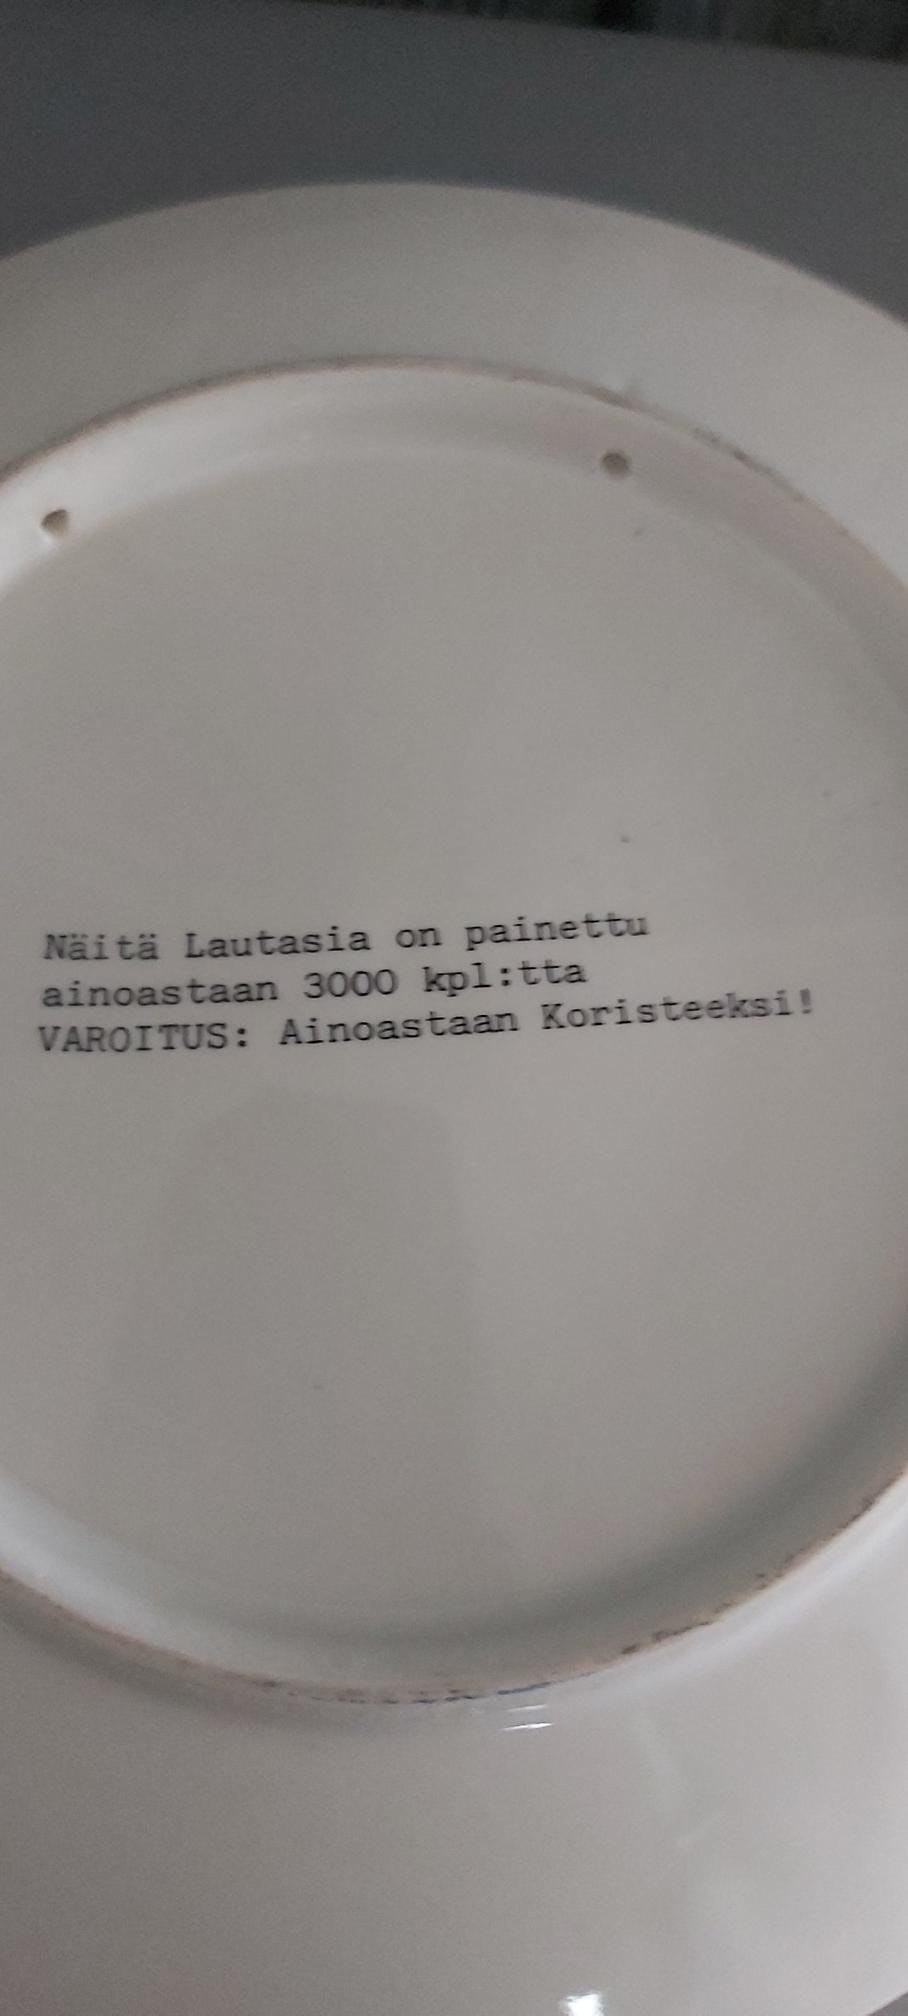 Näitä Lautasia on painettu
ainoastaan 3000 kpl:tta
VAROITUS: Ainoastaan Koristeeksi!